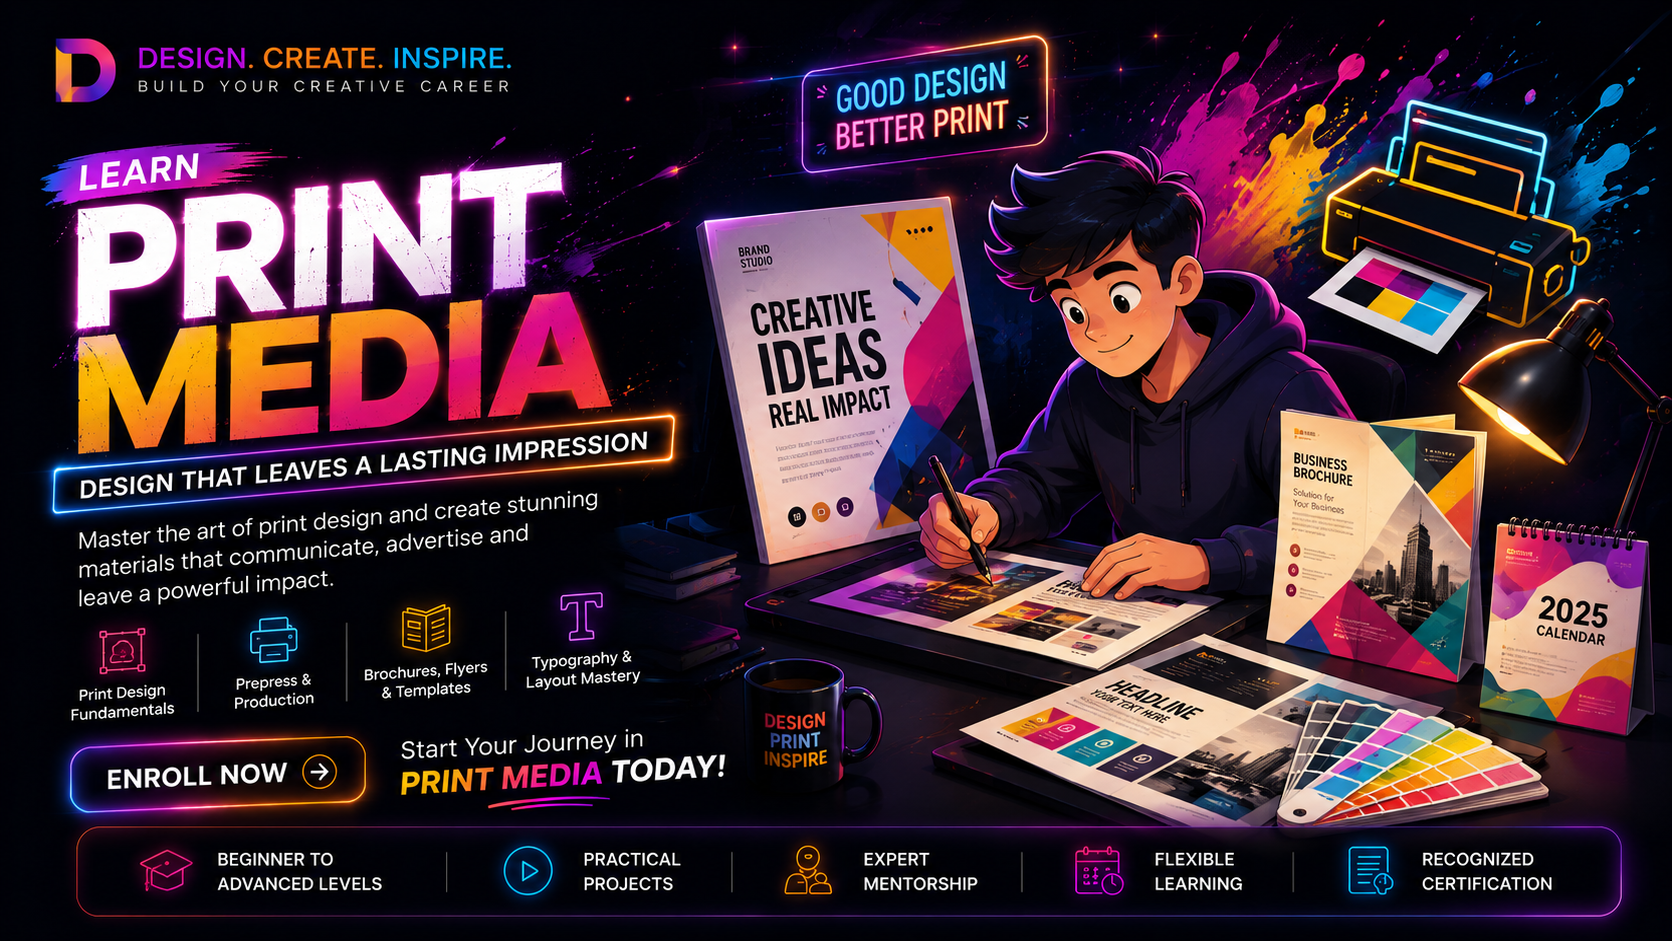 DESIGN. CREATE. INSPIRE.
BUILD YOUR CREATIVE CAREER
LEARN
PRINT
MEDIA
DESIGN THAT LEAVES A LASTING IMPRESSION
Master the art of print design and create stunning
materials that communicate, advertise and
leave a powerful impact.
Print Design
Fundamentals
Prepress &
Production
Brochures, Flyers
& Templates
Typography &
Layout Mastery
ENROLL NOW
Start Your Journey in
PRINT MEDIA TODAY!
GOOD DESIGN
BETTER PRINT
BRAND
STUDIO
CREATIVE
IDEAS
REAL IMPACT
BUSINESS
BROCHURE
Solution for
Your Business
2025
CALENDAR
HEADLINE
YOUR TEXT HERE
DESIGN
PRINT
INSPIRE
BEGINNER TO
ADVANCED LEVELS
PRACTICAL
PROJECTS
EXPERT
MENTORSHIP
FLEXIBLE
LEARNING
RECOGNIZED
CERTIFICATION